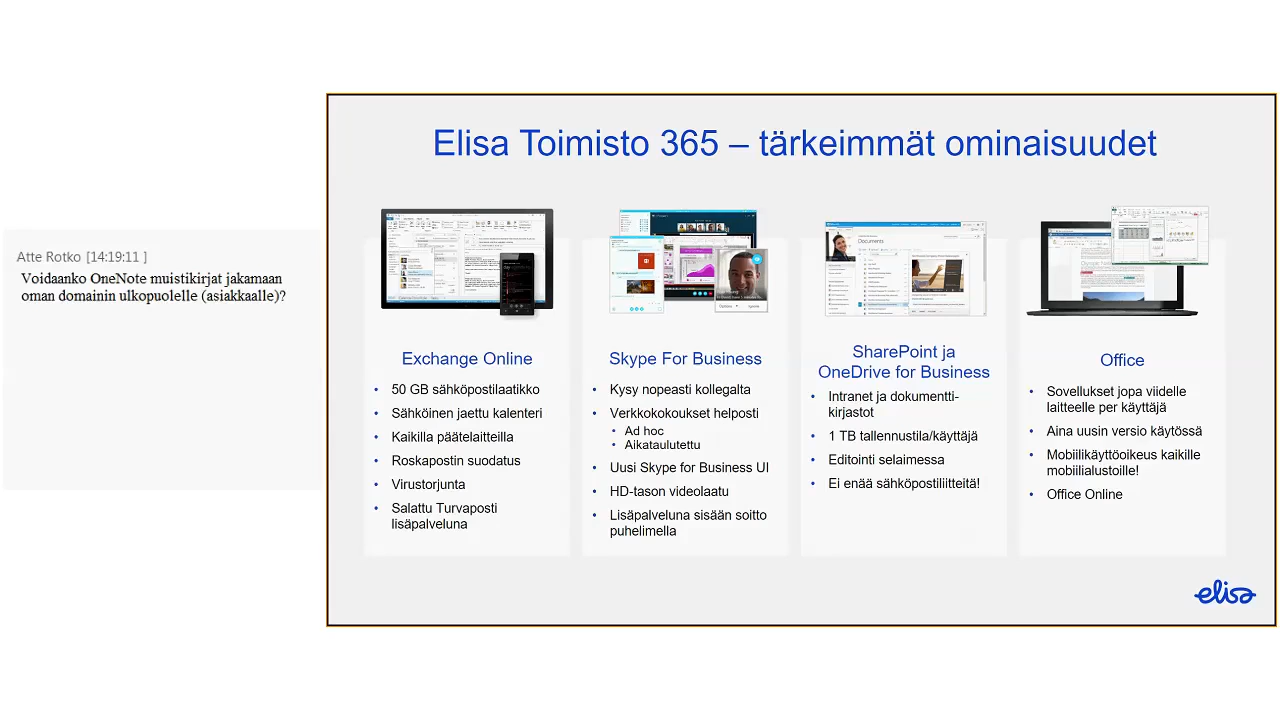 Atte Rotko [14:19:11 ]
Voidaanko OneNote muistikirjat jakamaan
oman domainin ulkopuolelle (asiakkaalle)?
Elisa Toimisto 365 – tärkeimmät ominaisuudet
Documents
Exchange Online
• 50 GB sähköpostilaatikko
• Sähköinen jaettu kalenteri
• Kaikilla päätelaitteilla
• Roskapostin suodatus
• Virustorjunta
• Salattu Turvaposti
lisäpalveluna
Skype For Business
• Kysy nopeasti kollegalta
• Verkkokokoukset helposti
• Ad hoc
• Aikataulutettu
• Uusi Skype for Business UI
• HD-tason videolaatu
• Lisäpalveluna sisään soitto
puhelimella
SharePoint ja
OneDrive for Business
• Intranet ja dokumentti-
kirjastot
• 1 TB tallennustila/käyttäjä
• Editointi selaimessa
• Ei enää sähköpostiliitteitä!
Office
• Sovellukset jopa viidelle
laitteelle per käyttäjä
• Aina uusin versio käytössä
• Mobiilikäyttöoikeus kaikille
mobiilialustoille!
• Office Online
elisa